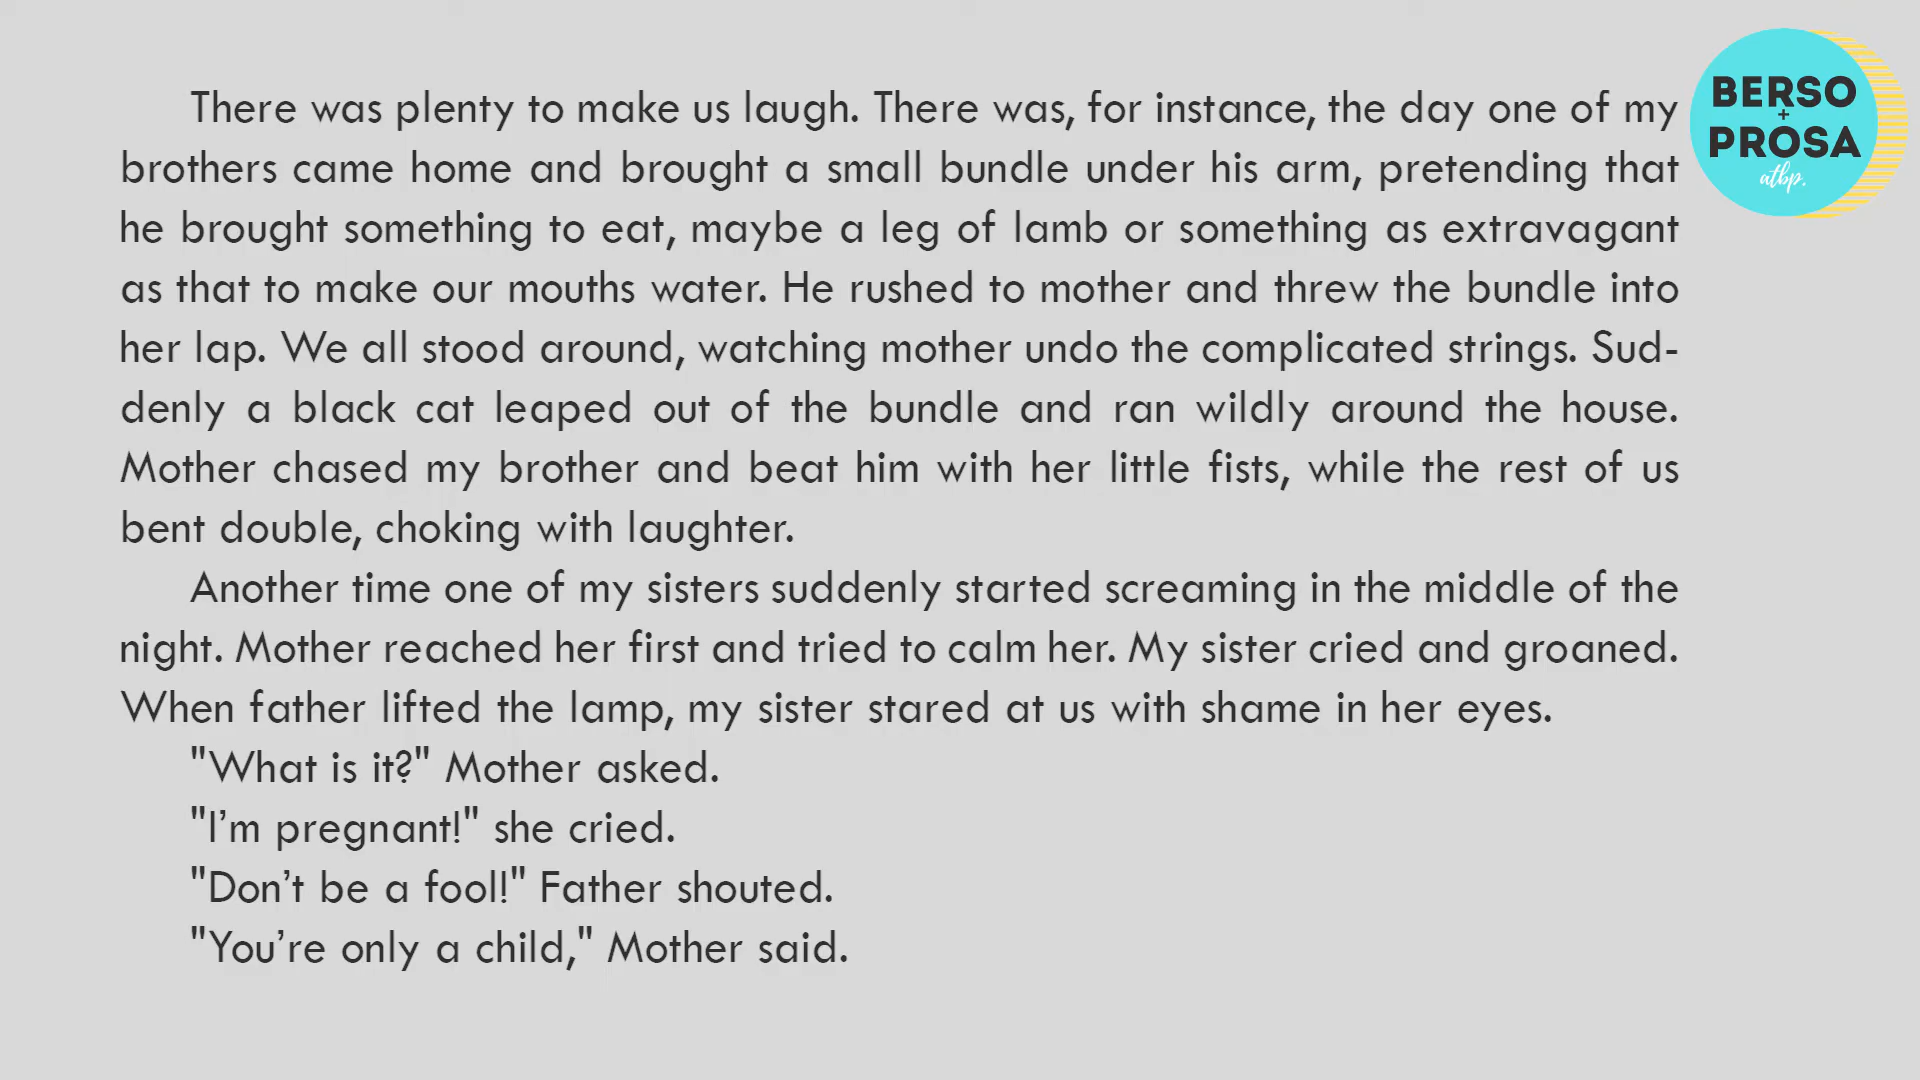 There was plenty to make us laugh. There was, for instance, the day one of my
brothers came home and brought a small bundle under his arm, pretending that
he brought something to eat, maybe a leg of lamb or something as extravagant
as that to make our mouths water. He rushed to mother and threw the bundle into
her lap. We all stood around, watching mother undo the complicated strings. Sud-
denly a black cat leaped out of the bundle and ran wildly around the house.
Mother chased my brother and beat him with her little fists, while the rest of us
bent double, choking with laughter.
Another time one of my sisters suddenly started screaming in the middle of the
night. Mother reached her first and tried to calm her. My sister cried and groaned.
When father lifted the lamp, my sister stared at us with shame in her eyes.
"What is it?" Mother asked.
"I’m pregnant!" she cried.
"Don’t be a fool!" Father shouted.
"You’re only a child," Mother said.
BERSO
+
PROSA
atbp.